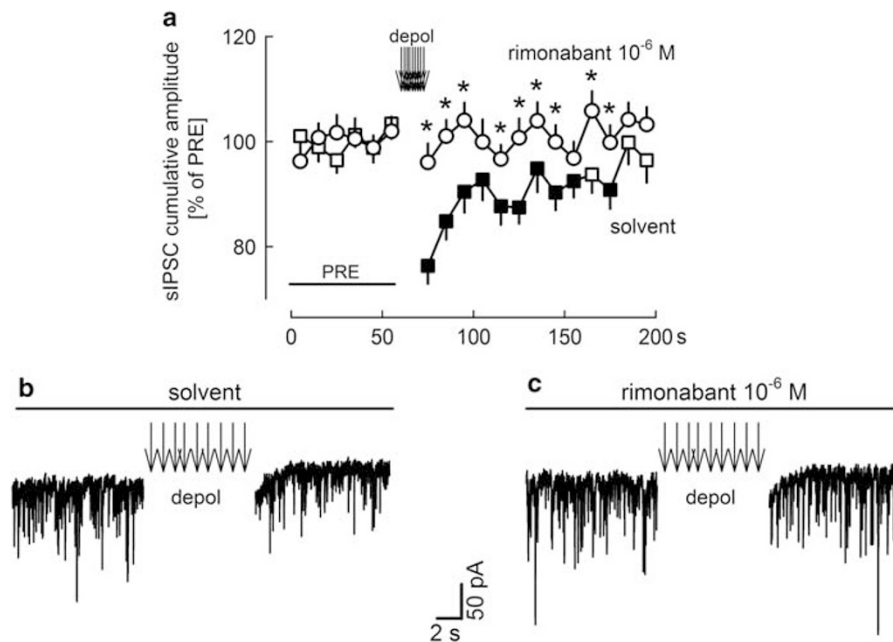 a
120
depol
rimonabant 10⁻⁶ M
* * * * * * * * *
sIPSC cumulative amplitude
[% of PRE]
100
80
solvent
PRE
0 50 100 150 200 s
b
solvent
depol
c
rimonabant 10⁻⁶ M
depol
50 pA
2 s